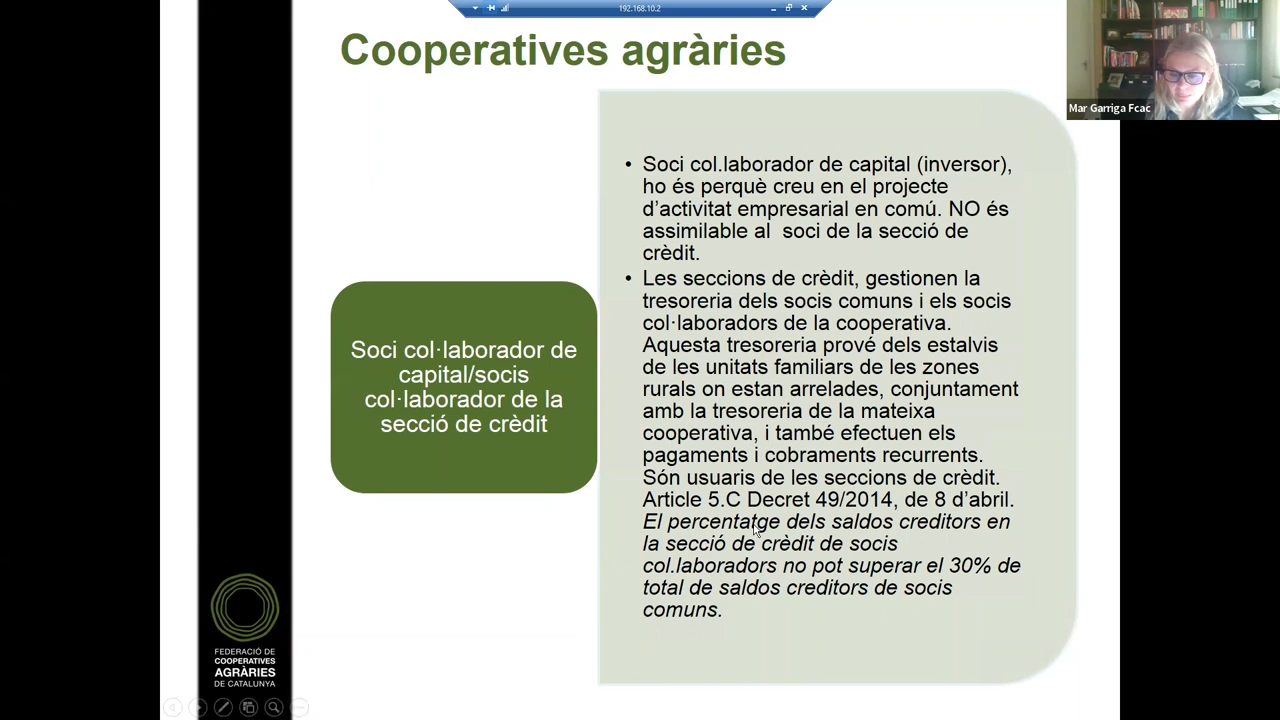 192.168.10.2
Cooperatives agràries
Mar Garriga Fcac
• Soci col.laborador de capital (inversor),
ho és perquè creu en el projecte
d’activitat empresarial en comú. NO és
assimilable al  soci de la secció de
crèdit.
• Les seccions de crèdit, gestionen la
tresoreria dels socis comuns i els socis
col·laboradors de la cooperativa.
Aquesta tresoreria prové dels estalvis
de les unitats familiars de les zones
rurals on estan arrelades, conjuntament
amb la tresoreria de la mateixa
cooperativa, i també efectuen els
pagaments i cobraments recurrents.
Són usuaris de les seccions de crèdit.
Article 5.C Decret 49/2014, de 8 d’abril.
El percentatge dels saldos creditors en
la secció de crèdit de socis
col.laboradors no pot superar el 30% de
total de saldos creditors de socis
comuns.
Soci col·laborador de
capital/socis
col·laborador de la
secció de crèdit
FEDERACIÓ DE
COOPERATIVES
AGRÀRIES
DE CATALUNYA